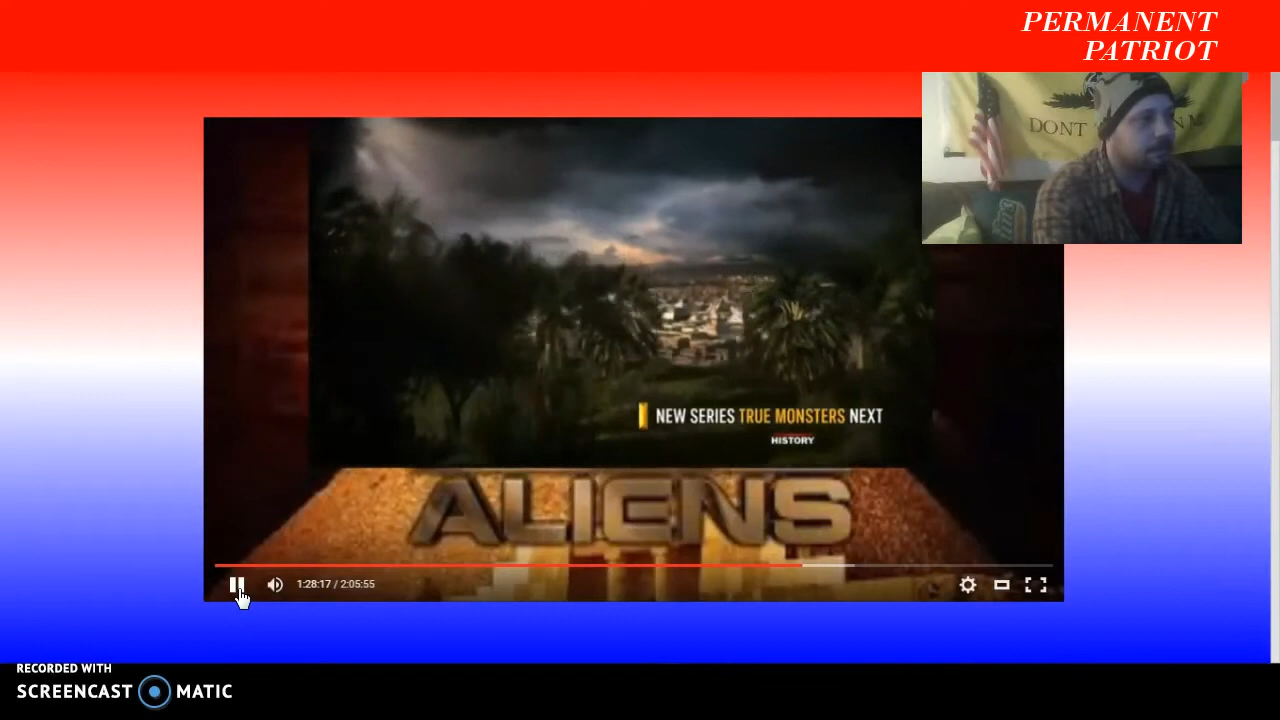 PERMANENT
PATRIOT
DONT
NEW SERIES TRUE MONSTERS NEXT
HISTORY
ALIENS
1:28:17 / 2:05:55
RECORDED WITH
SCREENCAST MATIC